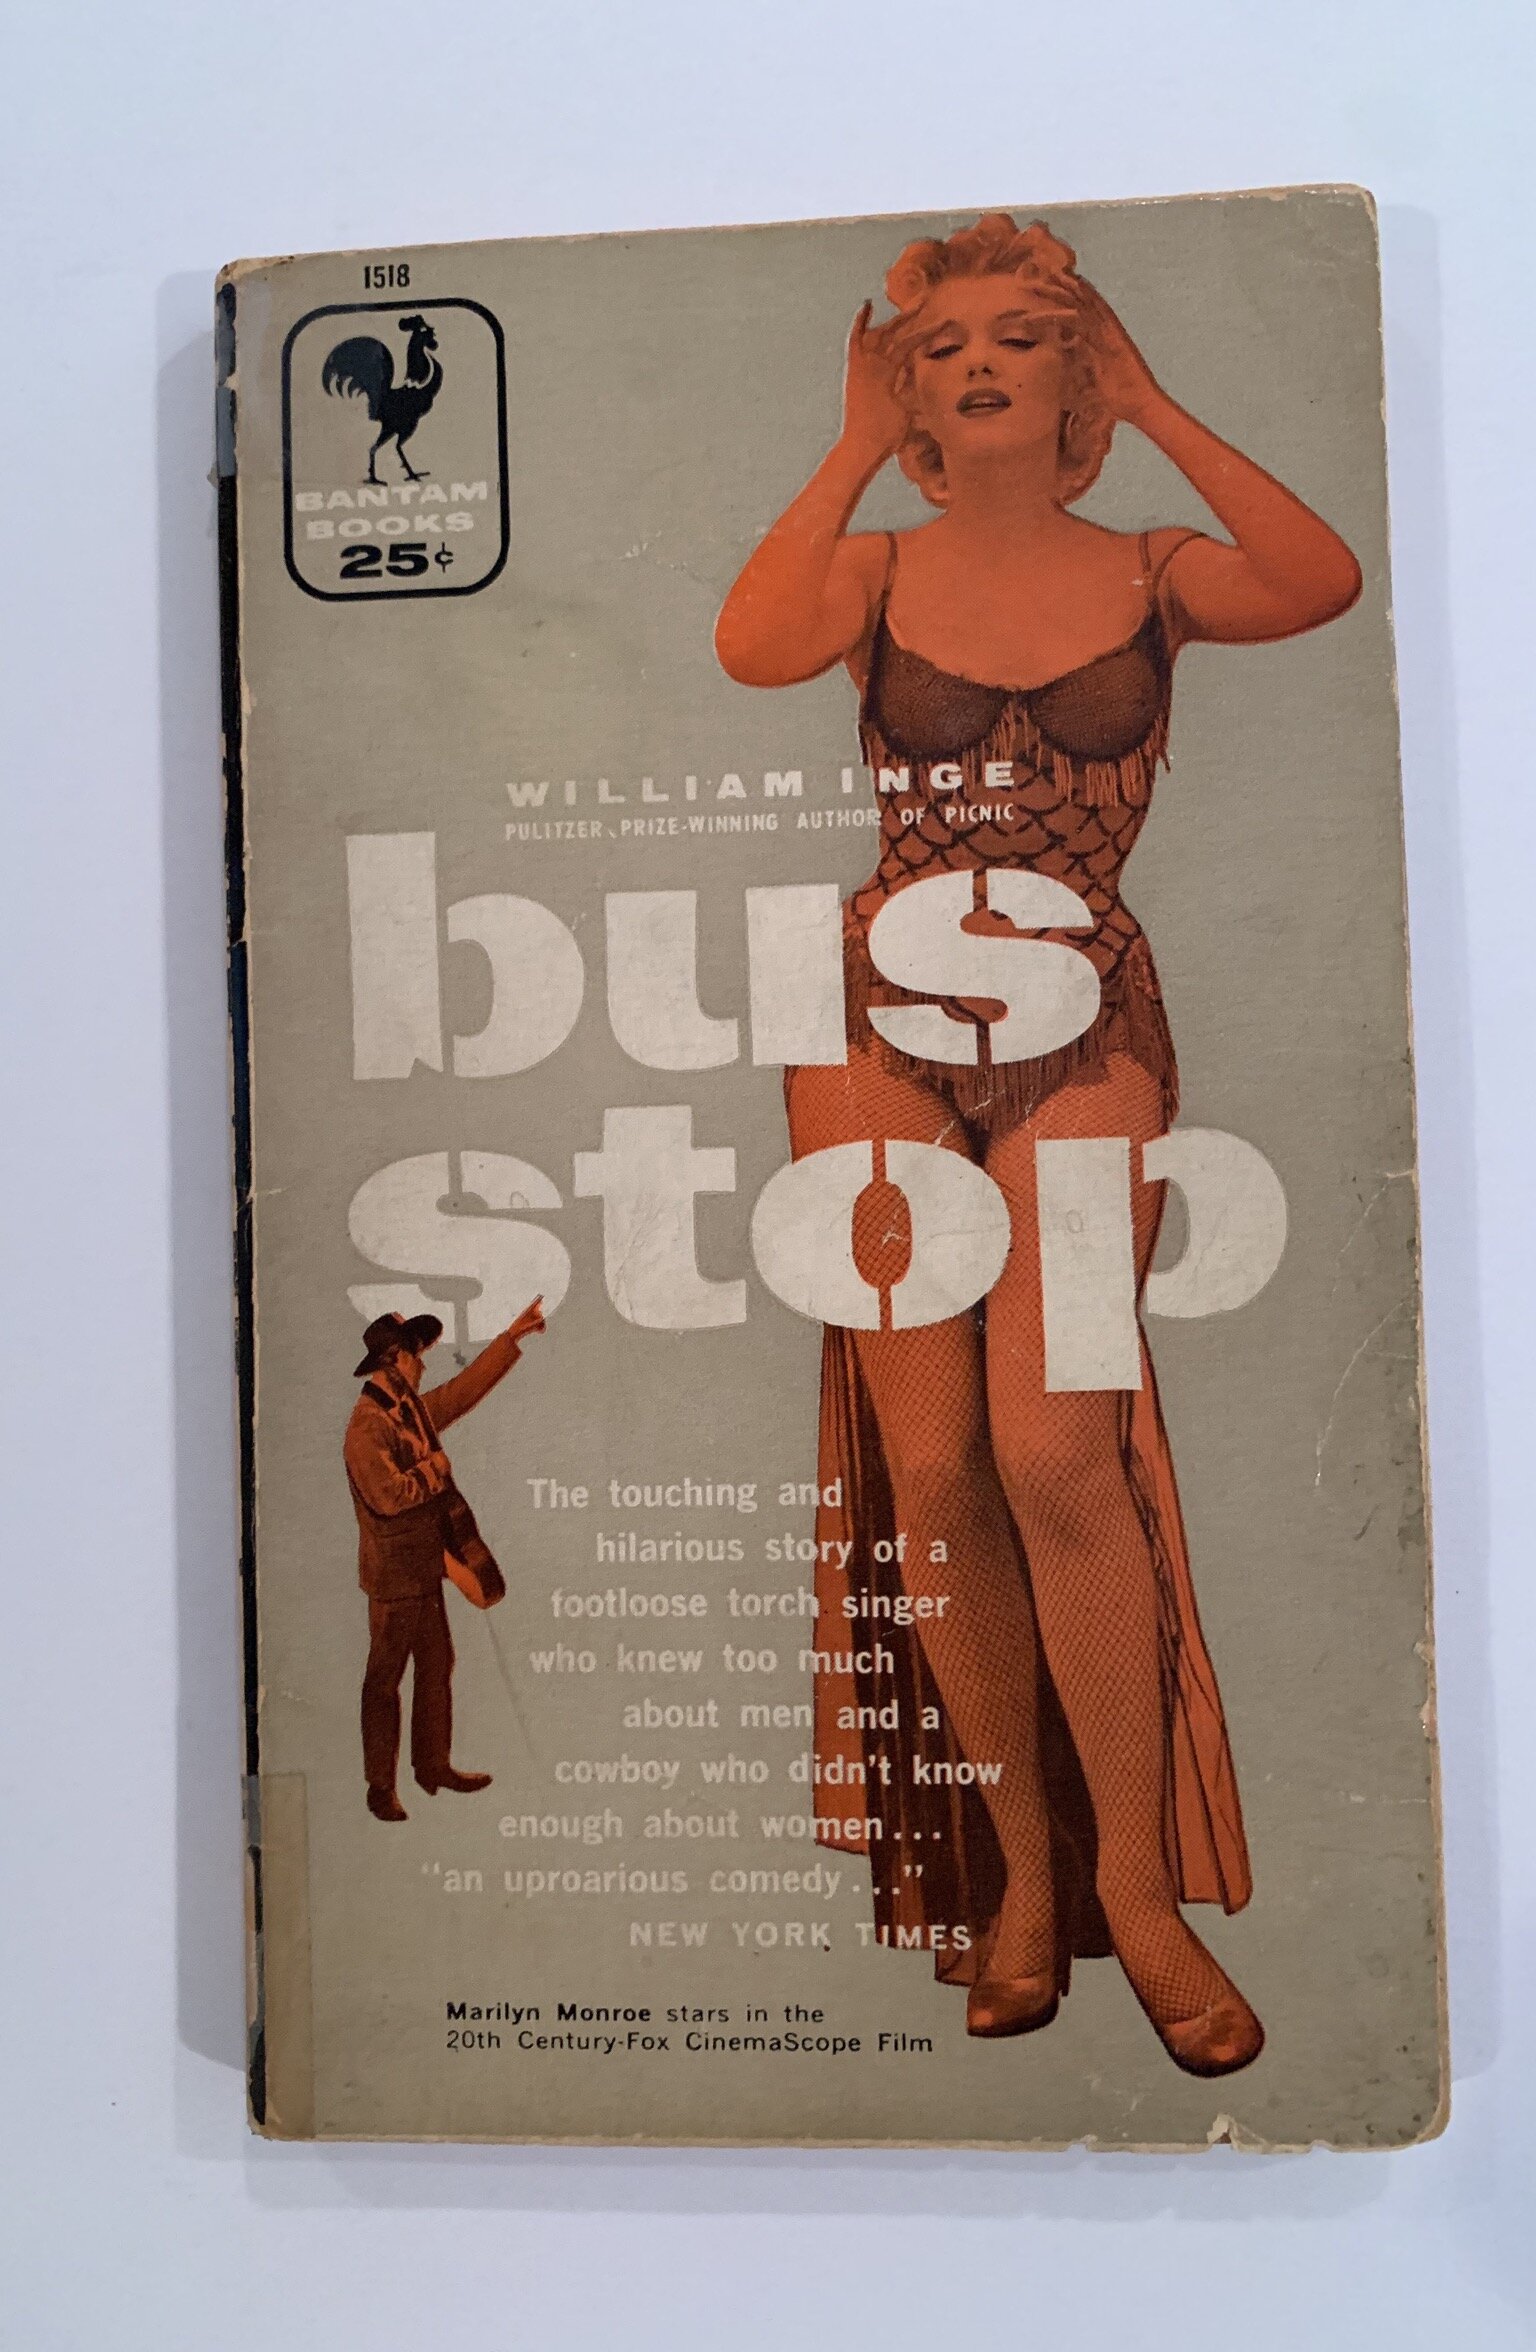 1518
BANTAM
BOOKS
25¢
WILLIAM INGE
PULITZER PRIZE-WINNING AUTHOR OF PICNIC
bus
stop
The touching and
hilarious story of a
footloose torch singer
who knew too much
about men and a
cowboy who didn't know
enough about women...
"an uproarious comedy..."
NEW YORK TIMES
Marilyn Monroe stars in the
20th Century-Fox CinemaScope Film